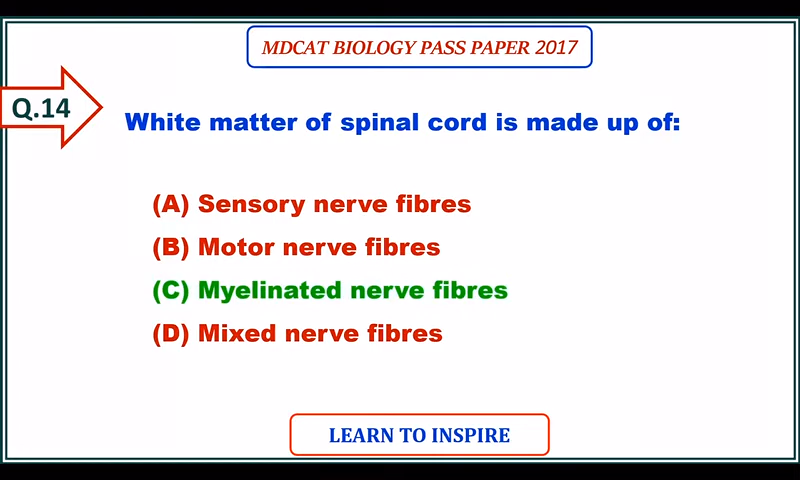 MDCAT BIOLOGY PASS PAPER 2017
Q.14
White matter of spinal cord is made up of:
(A) Sensory nerve fibres
(B) Motor nerve fibres
(C) Myelinated nerve fibres
(D) Mixed nerve fibres
LEARN TO INSPIRE